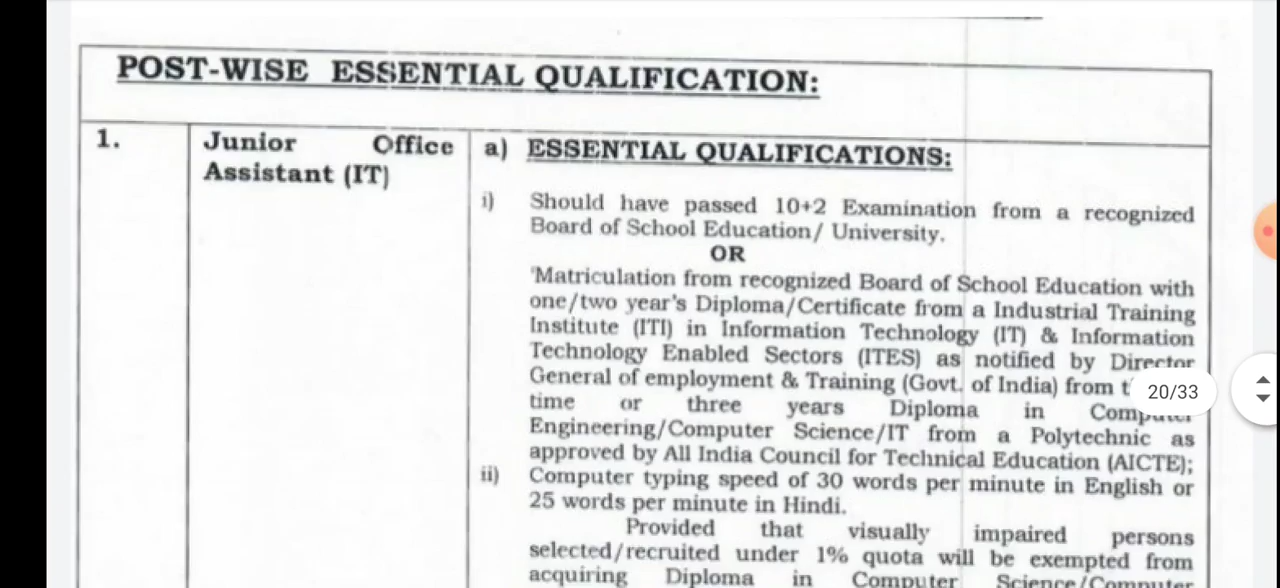 POST-WISE ESSENTIAL QUALIFICATION:
1.
Junior Office
Assistant (IT)
a) ESSENTIAL QUALIFICATIONS:
i) Should have passed 10+2 Examination from a recognized
Board of School Education/ University.
OR
'Matriculation from recognized Board of School Education with
one/two year's Diploma/Certificate from a Industrial Training
Institute (ITI) in Information Technology (IT) & Information
Technology Enabled Sectors (ITES) as notified by Director
General of employment & Training (Govt. of India) from
time or three years Diploma in Computer
Engineering/Computer Science/IT from a Polytechnic as
approved by All India Council for Technical Education (AICTE);
ii) Computer typing speed of 30 words per minute in English or
25 words per minute in Hindi.
Provided that visually impaired persons
selected/recruited under 1% quota will be exempted from
acquiring Diploma in Computer Science/Computer
20/33